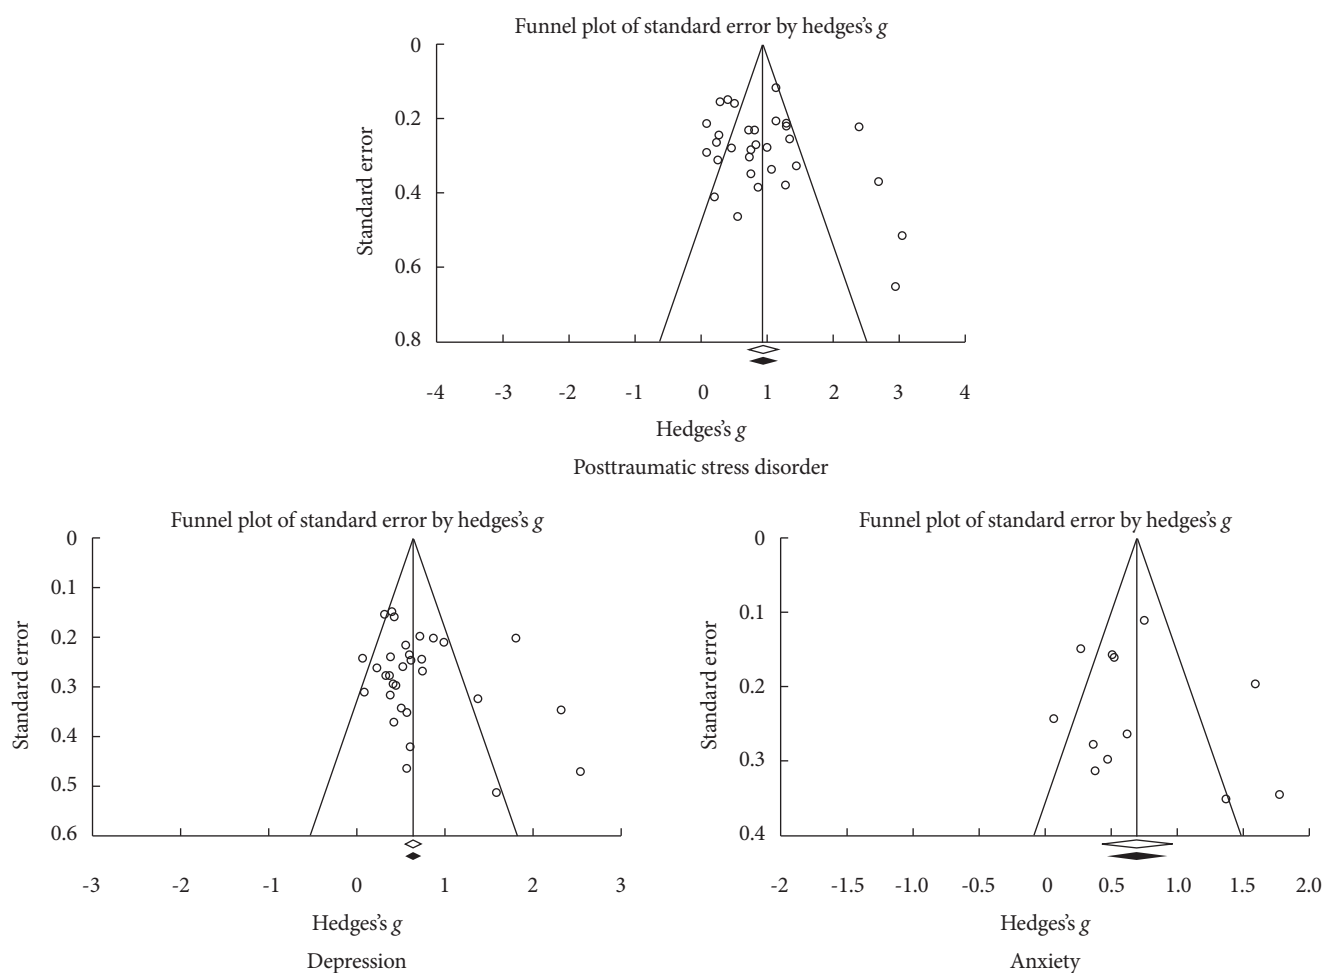 Funnel plot of standard error by hedges's g
0
0.2
0.4
0.6
0.8
Standard error
-4 -3 -2 -1 0 1 2 3 4
Hedges's g
Posttraumatic stress disorder
Funnel plot of standard error by hedges's g
0
0.1
0.2
0.3
0.4
0.5
0.6
Standard error
-3 -2 -1 0 1 2 3
Hedges's g
Depression
Funnel plot of standard error by hedges's g
0
0.1
0.2
0.3
0.4
Standard error
-2 -1.5 -1.0 -0.5 0 0.5 1.0 1.5 2.0
Hedges's g
Anxiety